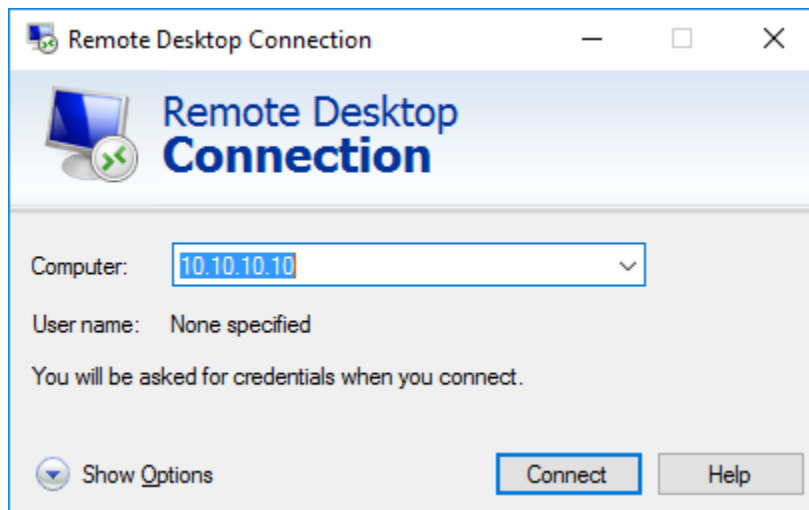 Remote Desktop Connection
Remote Desktop
Connection
Computer: 10.10.10.10
User name: None specified
You will be asked for credentials when you connect.
Show Options Connect Help